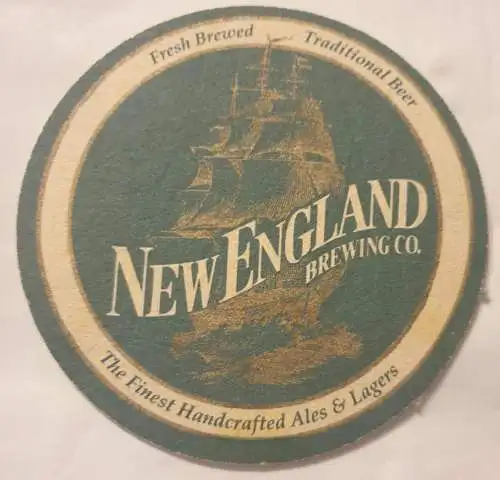 Fresh Brewed Traditional Beer
NEW ENGLAND
BREWING CO.
The Finest Handcrafted Ales & Lagers